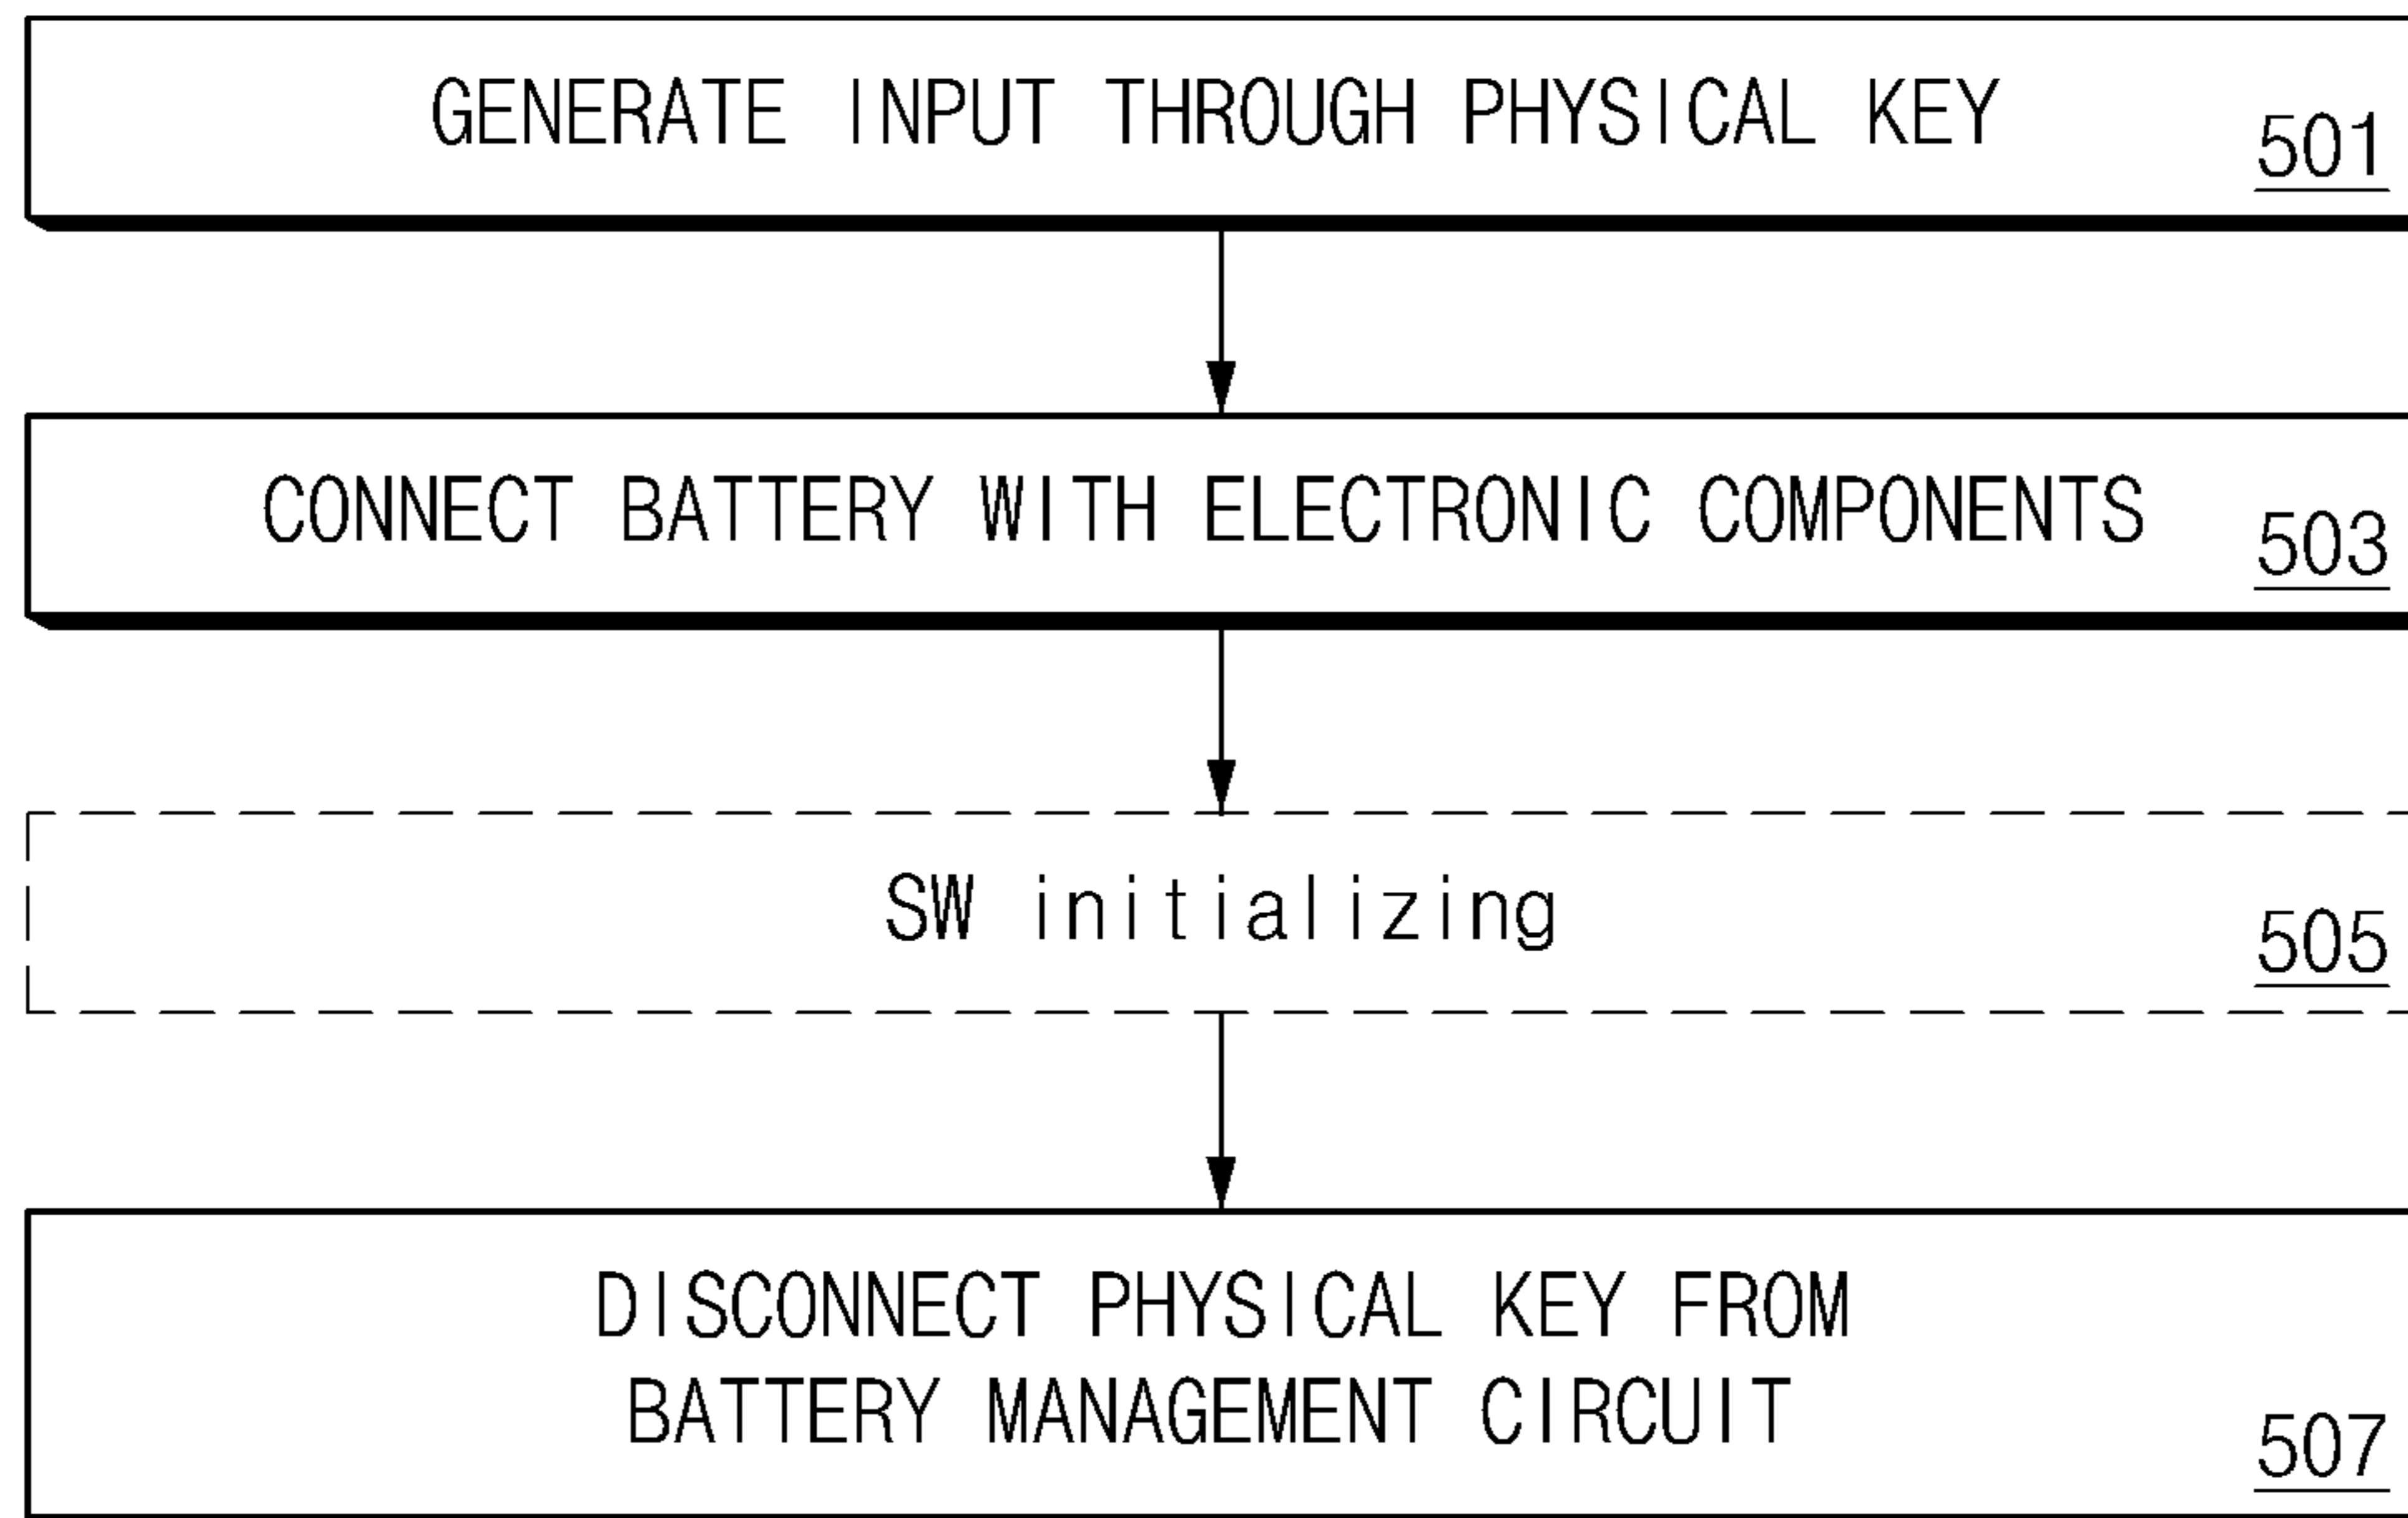 GENERATE INPUT THROUGH PHYSICAL KEY
501
CONNECT BATTERY WITH ELECTRONIC COMPONENTS
503
SW initializing
505
DISCONNECT PHYSICAL KEY FROM
BATTERY MANAGEMENT CIRCUIT
507